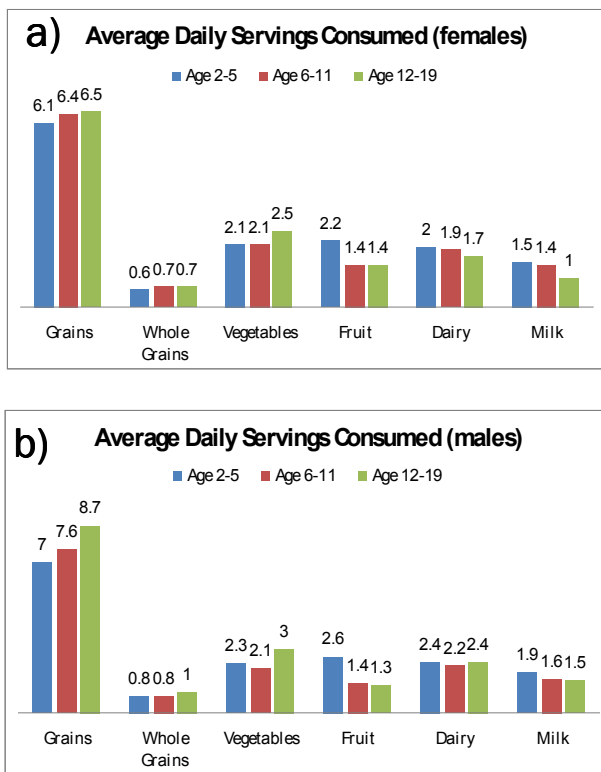 a)
Average Daily Servings Consumed (females)
Age 2-5 Age 6-11 Age 12-19
6.1 6.4 6.5
0.6 0.7 0.7
2.1 2.1 2.5
2.2 1.4 1.4
2 1.9 1.7
1.5 1.4 1
Grains Whole Grains Vegetables Fruit Dairy Milk
b)
Average Daily Servings Consumed (males)
Age 2-5 Age 6-11 Age 12-19
7 7.6 8.7
0.8 0.8 1
2.3 2.1 3
2.6 1.4 1.3
2.4 2.2 2.4
1.9 1.6 1.5
Grains Whole Grains Vegetables Fruit Dairy Milk